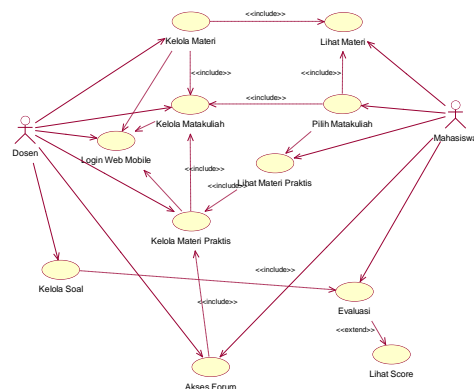 <<include>>
Kelola Materi
Lihat Materi
<<include>>
<<include>>
<<include>>
Kelola Matakuliah
Pilih Matakuliah
Mahasiswa
Dosen
Login Web Mobile
Lihat Materi Praktis
<<include>>
Kelola Materi Praktis
<<include>>
Kelola Soal
<<include>>
Evaluasi
<<extend>>
Lihat Score
Akses Forum